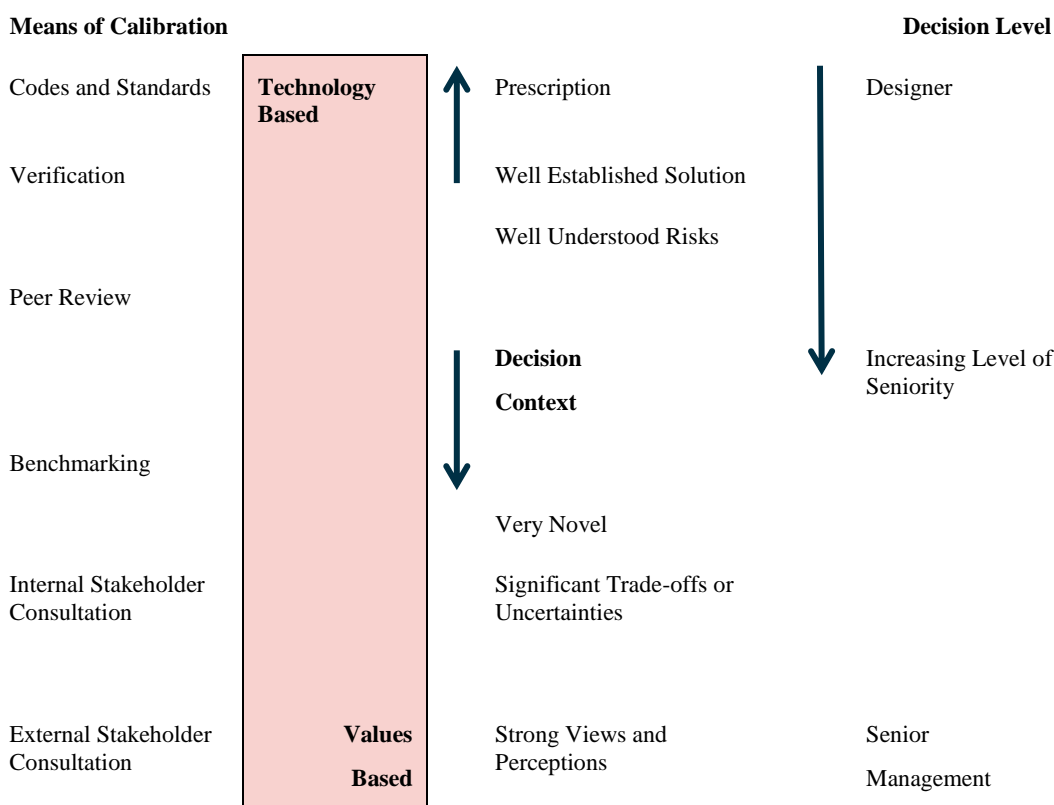 Means of Calibration
Decision Level
Codes and Standards
Technology
Based
Prescription
Designer
Verification
Well Established Solution
Well Understood Risks
Peer Review
Decision
Context
Increasing Level of
Seniority
Benchmarking
Very Novel
Internal Stakeholder
Consultation
Significant Trade-offs or
Uncertainties
External Stakeholder
Consultation
Values
Based
Strong Views and
Perceptions
Senior
Management